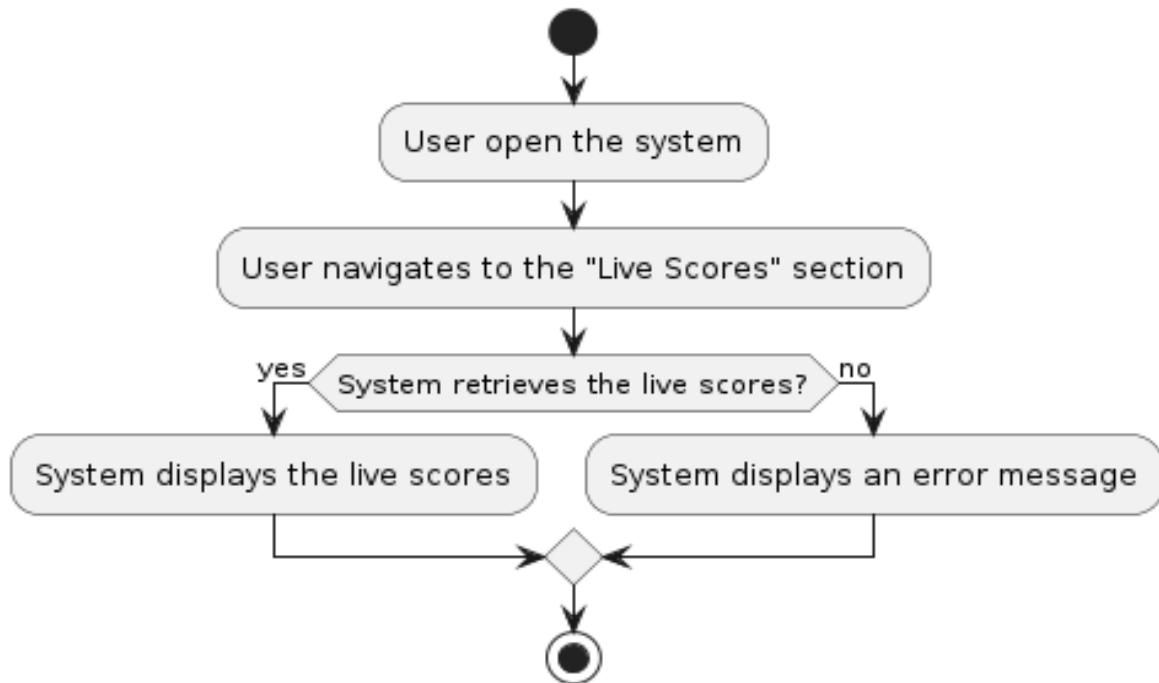 User open the system
User navigates to the "Live Scores" section
yes
System retrieves the live scores?
no
System displays the live scores
System displays an error message